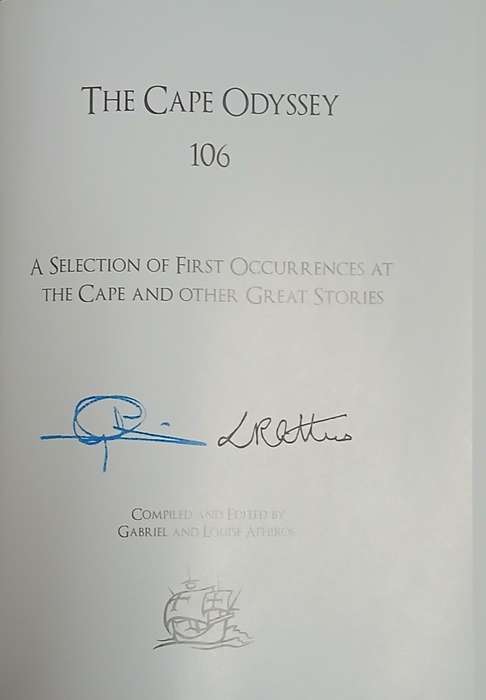 THE CAPE ODYSSEY
106
A SELECTION OF FIRST OCCURRENCES AT
THE CAPE AND OTHER GREAT STORIES
COMPILED AND EDITED BY
GABRIEL AND LOUISE ATHIROS